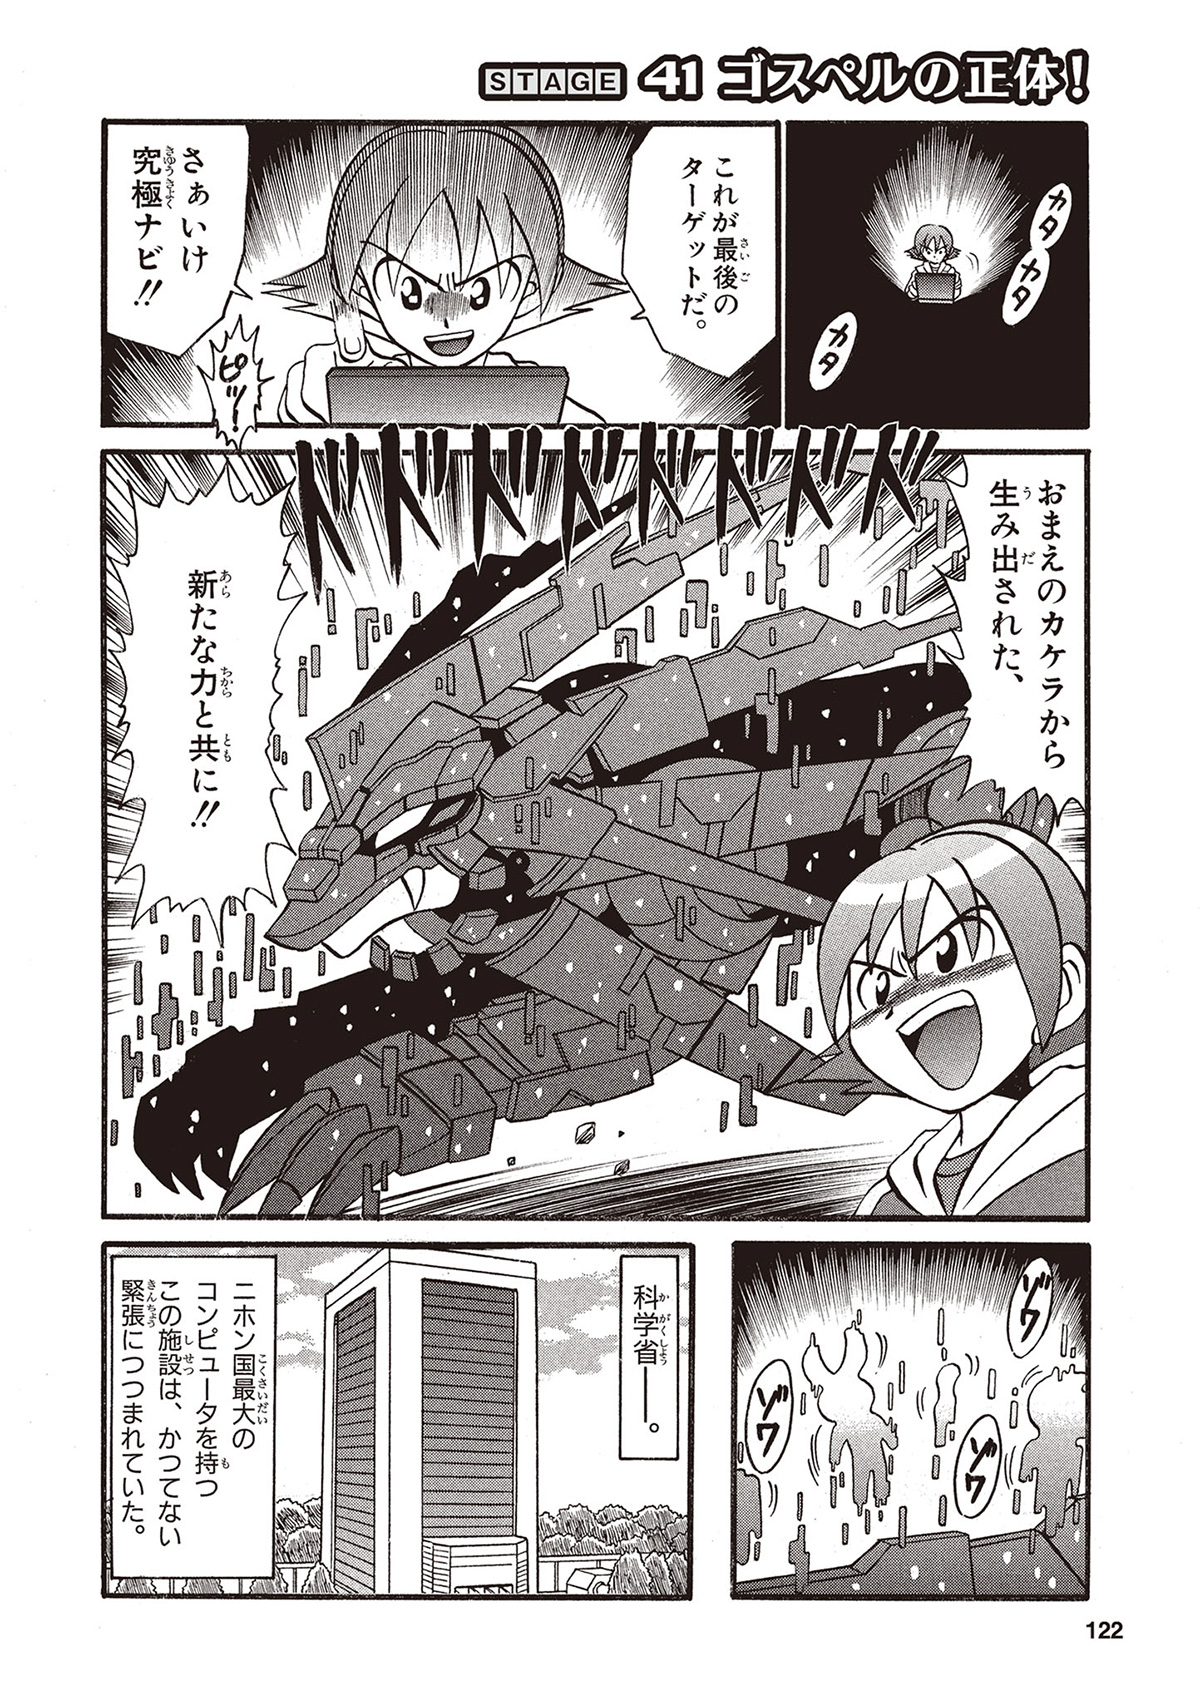 STAGE 41 ゴスペルの正体!
カタ
カタ
カタ
これが最後の
ターゲットだ。
さぁいけ
究極ナビ!!
ピッ!
ドドドドドドドド
おまえのカケラから
生み出された、
新たな力と共に!!
ゾワ
ゾワ
ゾワ
科学省――。
ニホン国最大の
コンピュータを持つ
この施設は、かつてない
緊張につつまれていた。
122